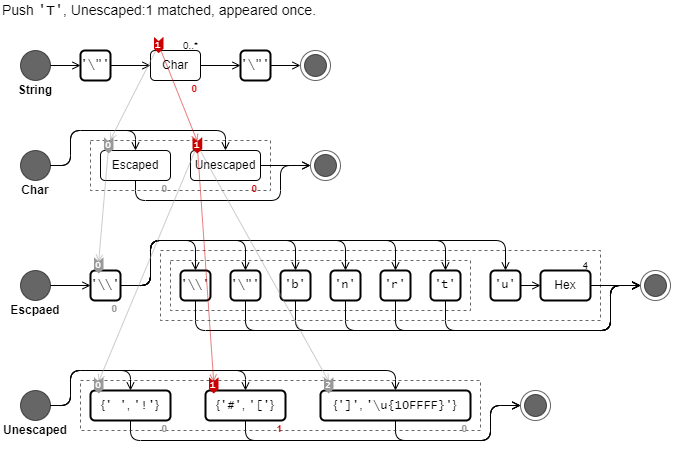 Push 'T', Unescaped:1 matched, appeared once.
1 0..*
'\"' Char '\"'
String 0
0 1
Escaped Unescaped
Char 0 0
0 4
'\\' '\\' '\"' 'b' 'n' 'r' 't' 'u' Hex
Escpaed 0
0 1 2
{' ','!'} {'#','['} {']','\u{10FFFF}'}
Unescaped 0 1 0